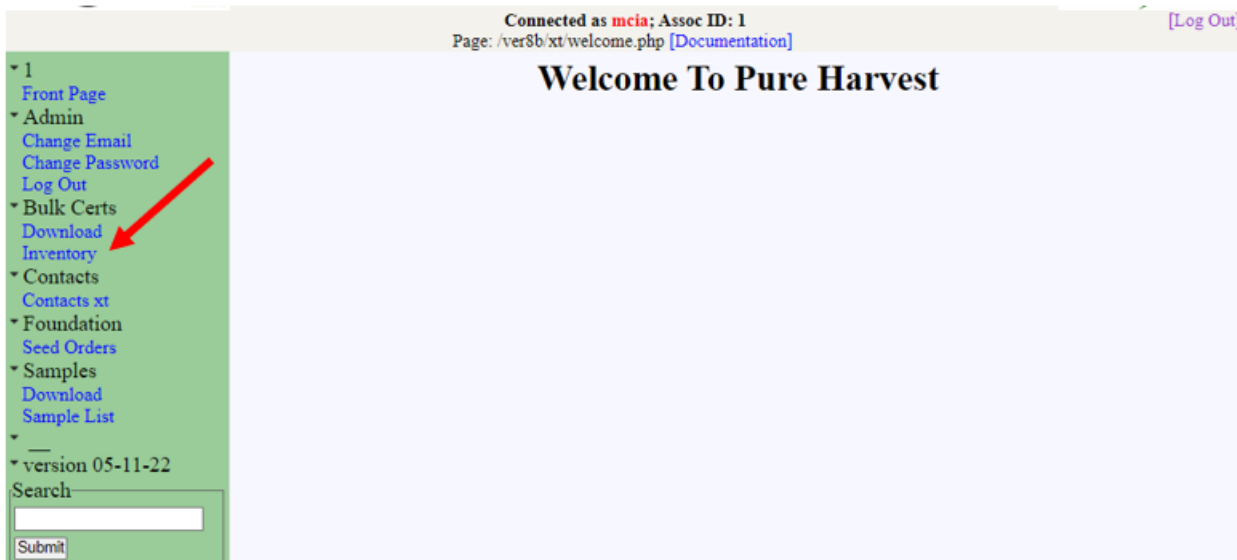 Connected as mcia; Assoc ID: 1
[Log Out]
Page: /ver8b/xt/welcome.php [Documentation]
Welcome To Pure Harvest
1
Front Page
Admin
Change Email
Change Password
Log Out
Bulk Certs
Download
Inventory
Contacts
Contacts xt
Foundation
Seed Orders
Samples
Download
Sample List
__
version 05-11-22
Search
Submit